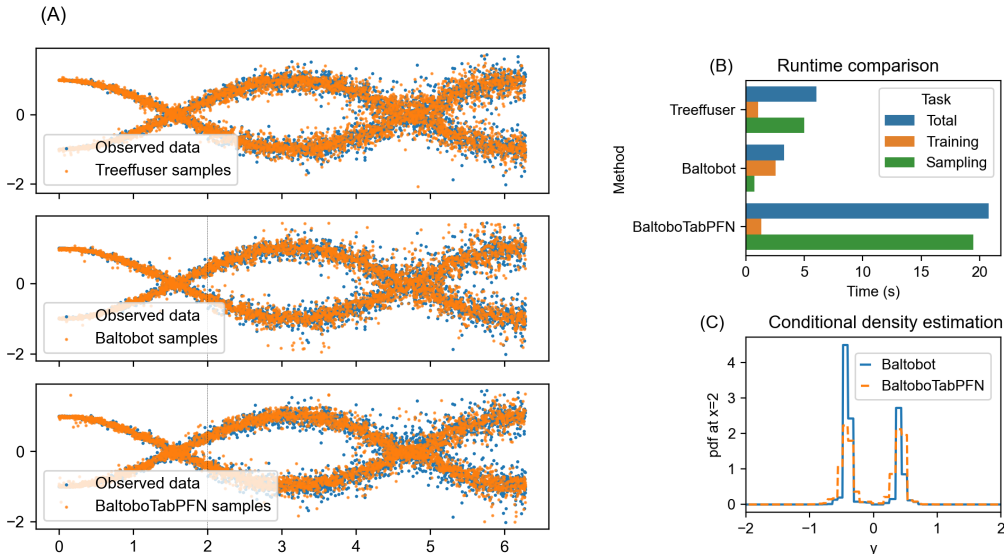 (A)
0
−2
Observed data
Treeffuser samples
0
−2
Observed data
Baltobot samples
0
−2
Observed data
BaltoboTabPFN samples
0
1
2
3
4
5
6
(B)
Runtime comparison
Method
Treeffuser
Baltobot
BaltoboTabPFN
Task
Total
Training
Sampling
0
5
10
15
20
Time (s)
(C)
Conditional density estimation
pdf at x=2
4
3
2
1
0
Baltobot
BaltoboTabPFN
−2
−1
0
1
2
y